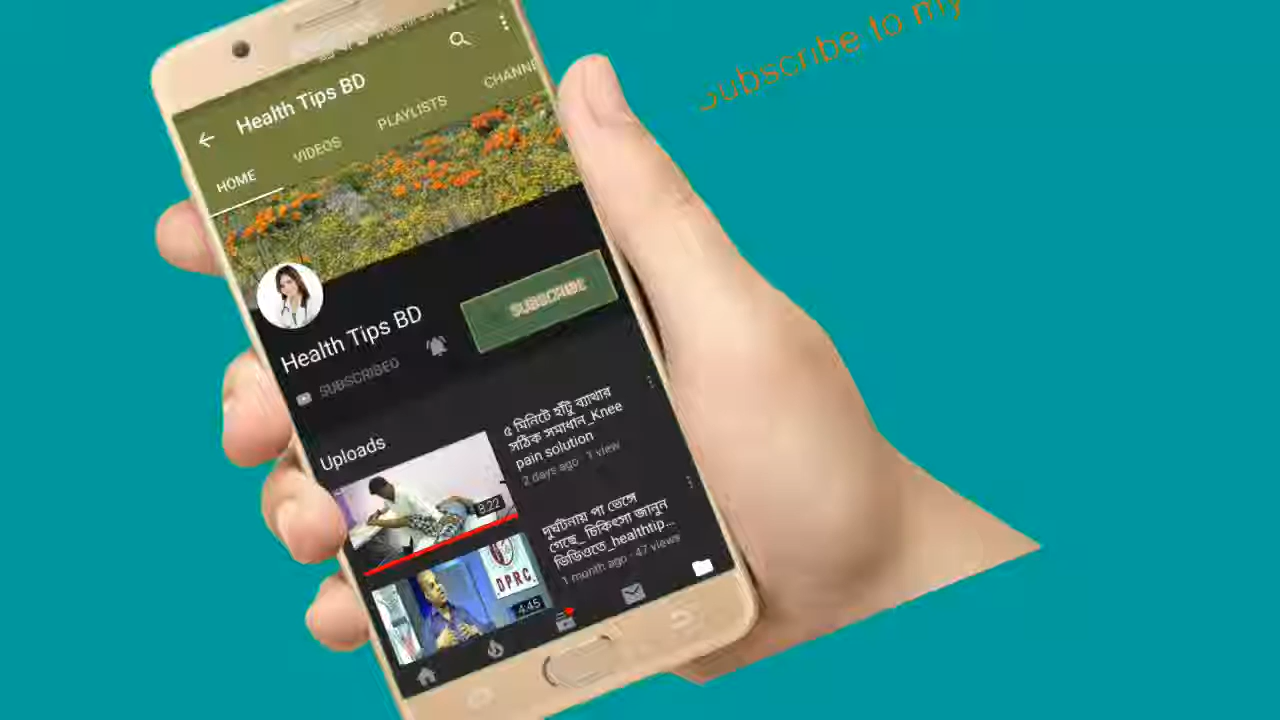 Subscribe to my
Health Tips BD
HOME VIDEOS PLAYLISTS CHANNE
Health Tips BD
SUBSCRIBED
SUBSCRIBE
Uploads
৫ মিনিটে হাঁটু ব্যাথার
সঠিক সমাধান_Knee
pain solution
2 days ago · 1 view
8:22
দুর্ঘটনায় পা ভেঙ্গে
গেছে_ চিকিৎসা জানুন
ভিডিওতে_healthtip...
1 month ago · 47 views
DPRC
4:45